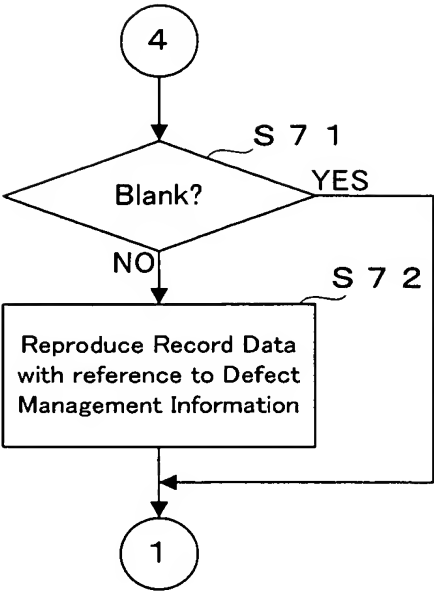 4
S 7 1
Blank?
YES
NO
S 7 2
Reproduce Record Data
with reference to Defect
Management Information
1